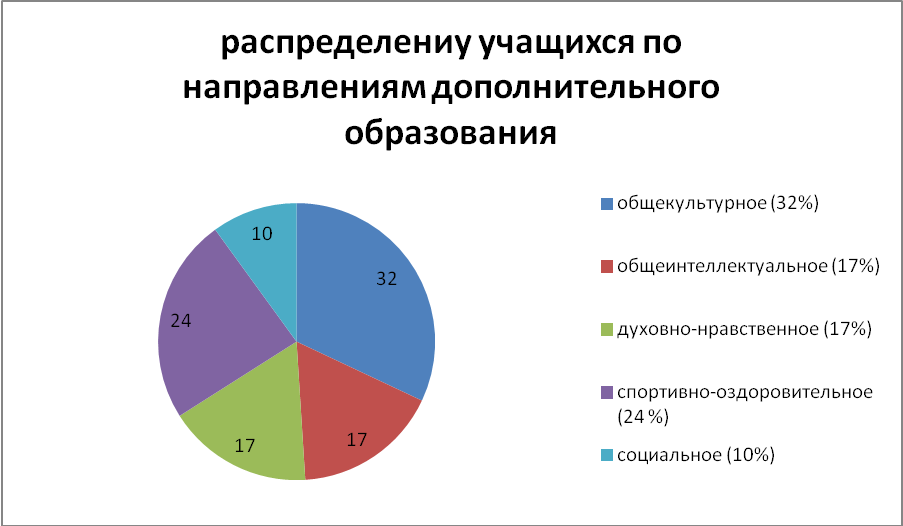 распределениу учащихся по
направлениям дополнительного
образования
10
32
24
17
17
общекультурное (32%)
общеинтеллектуальное (17%)
духовно-нравственное (17%)
спортивно-оздоровительное
(24 %)
социальное (10%)